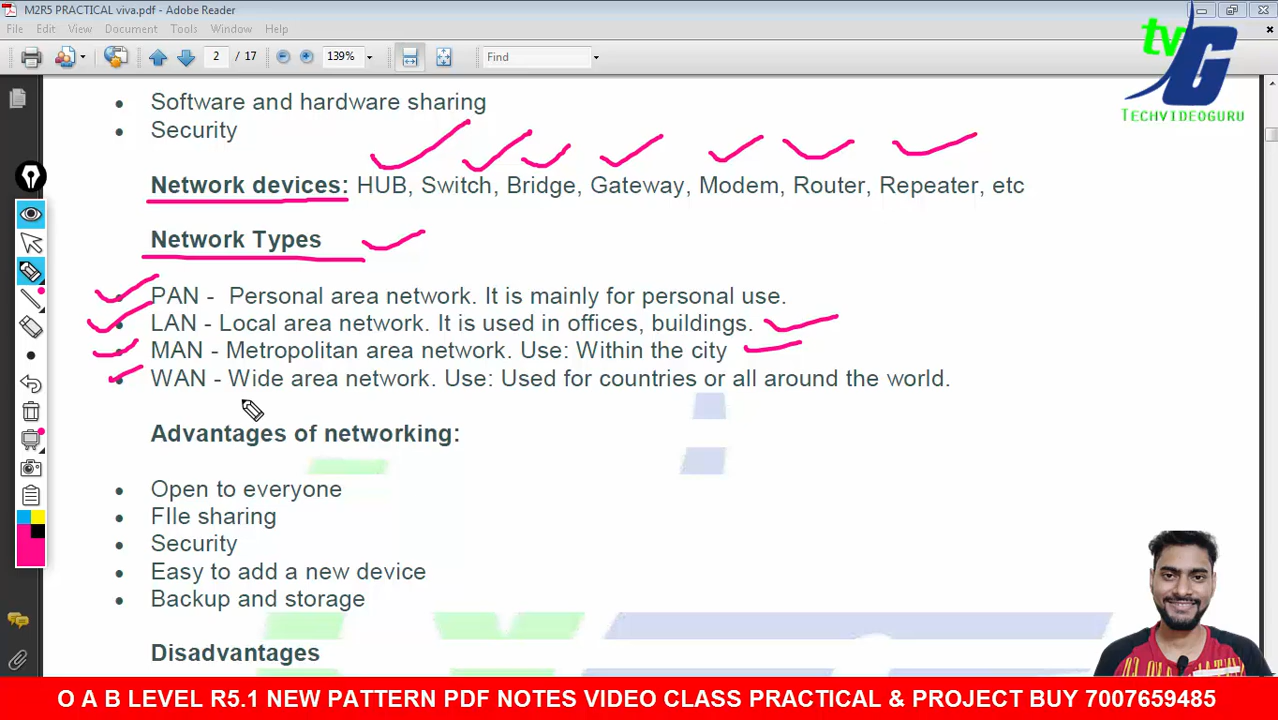 M2R5 PRACTICAL viva.pdf - Adobe Reader
File Edit View Document Tools Window Help
2 / 17 139% Find
tv G
TECHVIDEOGURU
• Software and hardware sharing
• Security
Network devices: HUB, Switch, Bridge, Gateway, Modem, Router, Repeater, etc
Network Types
• PAN - Personal area network. It is mainly for personal use.
• LAN - Local area network. It is used in offices, buildings.
• MAN - Metropolitan area network. Use: Within the city
• WAN - Wide area network. Use: Used for countries or all around the world.
Advantages of networking:
• Open to everyone
• FIle sharing
• Security
• Easy to add a new device
• Backup and storage
Disadvantages
O A B LEVEL R5.1 NEW PATTERN PDF NOTES VIDEO CLASS PRACTICAL & PROJECT BUY 7007659485